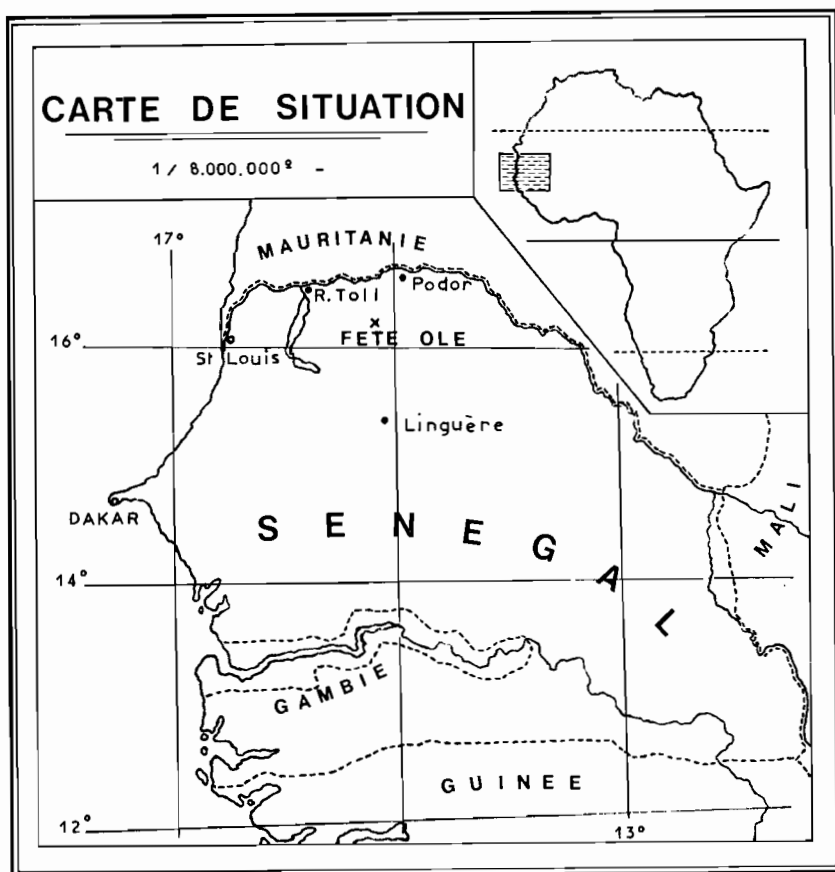 CARTE DE SITUATION
1 / 8.000.000º -
17°
MAURITANIE
R. Toll
Podor
FETE OLE
16°
St Louis
Linguère
DAKAR
SENEGAL
MALI
14°
GAMBIE
GUINEE
12°
13°